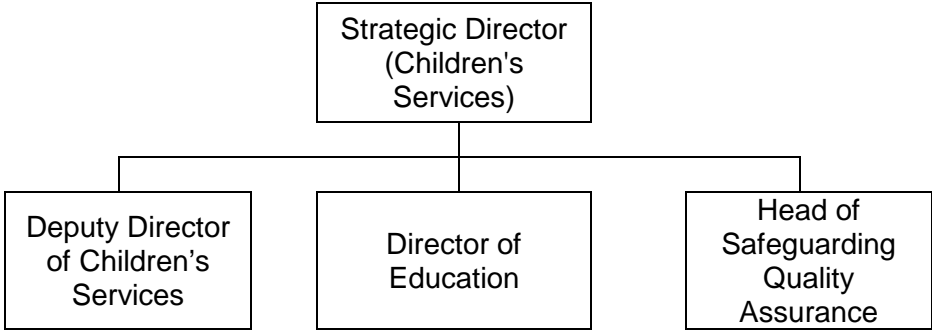 Strategic Director
(Children's
Services)
Deputy Director
of Children’s
Services
Director of
Education
Head of
Safeguarding
Quality
Assurance